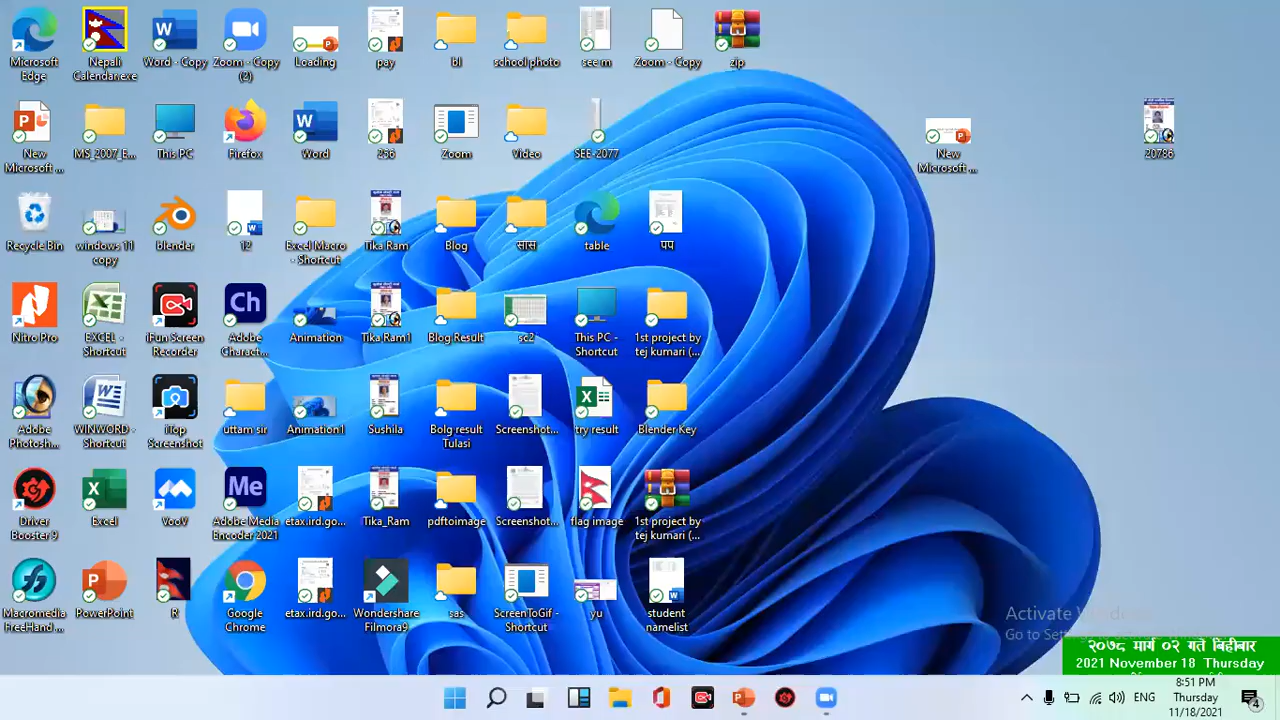 Microsoft Edge
Nepali Calendar.exe
Word - Copy
Zoom - Copy (2)
Loading
pay
bl
school photo
see m
Zoom - Copy
zip
New Microsoft ...
IMS_2007_E...
This PC
Firefox
Word
256
Zoom
Video
SEE-2077
New Microsoft ...
20786
Recycle Bin
windows 11 copy
blender
12
Excel Macro - Shortcut
Tika Ram
Blog
सास
table
पप
Nitro Pro
EXCEL - Shortcut
iFun Screen Recorder
Adobe Charact...
Animation
Tika Ram1
Blog Result
sc2
This PC - Shortcut
1st project by tej kumari (...
Adobe Photosh...
WINWORD - Shortcut
iTop Screenshot
uttam sir
Animation1
Sushila
Bolg result Tulasi
Screenshot...
try result
Blender Key
Driver Booster 9
Excel
VooV
Adobe Media Encoder 2021
etax.ird.go...
Tika_Ram
pdftoimage
Screenshot...
flag image
1st project by tej kumari (...
Macromedia FreeHand...
PowerPoint
R
Google Chrome
etax.ird.go...
Wondershare Filmora9
sas
ScreenToGif - Shortcut
yu
student namelist
Activate Windows
Go to Se
२०७८ मार्ग ०२ गते बिहीबार
2021 November 18 Thursday
ENG
8:51 PM
Thursday
11/18/2021
4